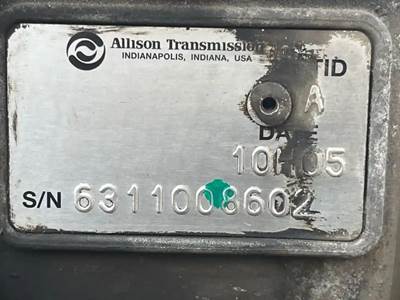 Allison Transmission TID
INDIANAPOLIS, INDIANA, USA
A
DATE
10H05
S/N 6311008602